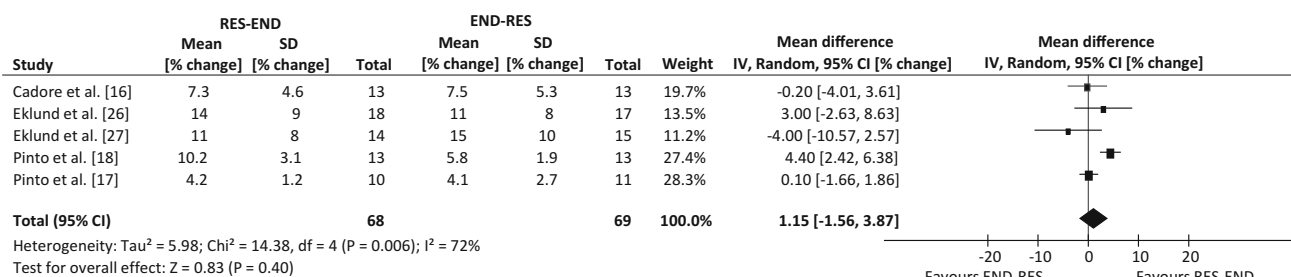 RES-END END-RES
Mean SD Mean SD Mean difference Mean difference
Study [% change] [% change] Total [% change] [% change] Total Weight IV, Random, 95% CI [% change] IV, Random, 95% CI [% change]
Cadore et al. [16] 7.3 4.6 13 7.5 5.3 13 19.7% -0.20 [-4.01, 3.61]
Eklund et al. [26] 14 9 18 11 8 17 13.5% 3.00 [-2.63, 8.63]
Eklund et al. [27] 11 8 14 15 10 15 11.2% -4.00 [-10.57, 2.57]
Pinto et al. [18] 10.2 3.1 13 5.8 1.9 13 27.4% 4.40 [2.42, 6.38]
Pinto et al. [17] 4.2 1.2 10 4.1 2.7 11 28.3% 0.10 [-1.66, 1.86]
Total (95% CI) 68 69 100.0% 1.15 [-1.56, 3.87]
Heterogeneity: Tau² = 5.98; Chi² = 14.38, df = 4 (P = 0.006); I² = 72%
-20 -10 0 10 20
Test for overall effect: Z = 0.83 (P = 0.40)
Favours END-RES Favours RES-END